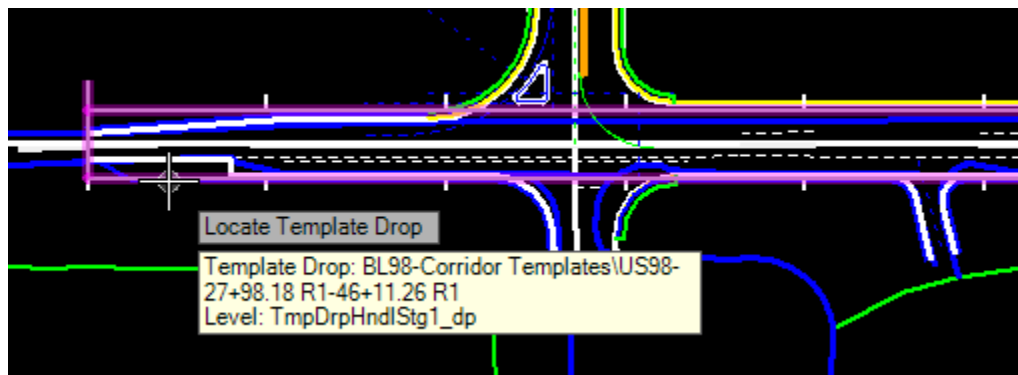 Locate Template Drop
Template Drop: BL98-Corridor Templates\US98-
27+98.18 R1-46+11.26 R1
Level: TmpDrpHndlStg1_dp